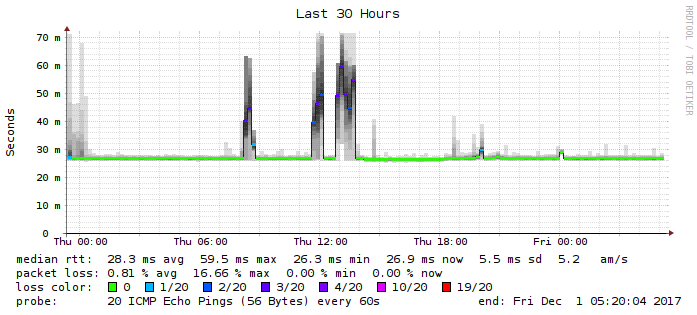 Last 30 Hours
RRDTOOL / TOBI OETIKER
Seconds
70 m
60 m
50 m
40 m
30 m
20 m
10 m
0
Thu 00:00 Thu 06:00 Thu 12:00 Thu 18:00 Fri 00:00
median rtt: 28.3 ms avg 59.5 ms max 26.3 ms min 26.9 ms now 5.5 ms sd 5.2 am/s
packet loss: 0.81 % avg 16.66 % max 0.00 % min 0.00 % now
loss color: 0 1/20 2/20 3/20 4/20 10/20 19/20
probe: 20 ICMP Echo Pings (56 Bytes) every 60s end: Fri Dec 1 05:20:04 2017